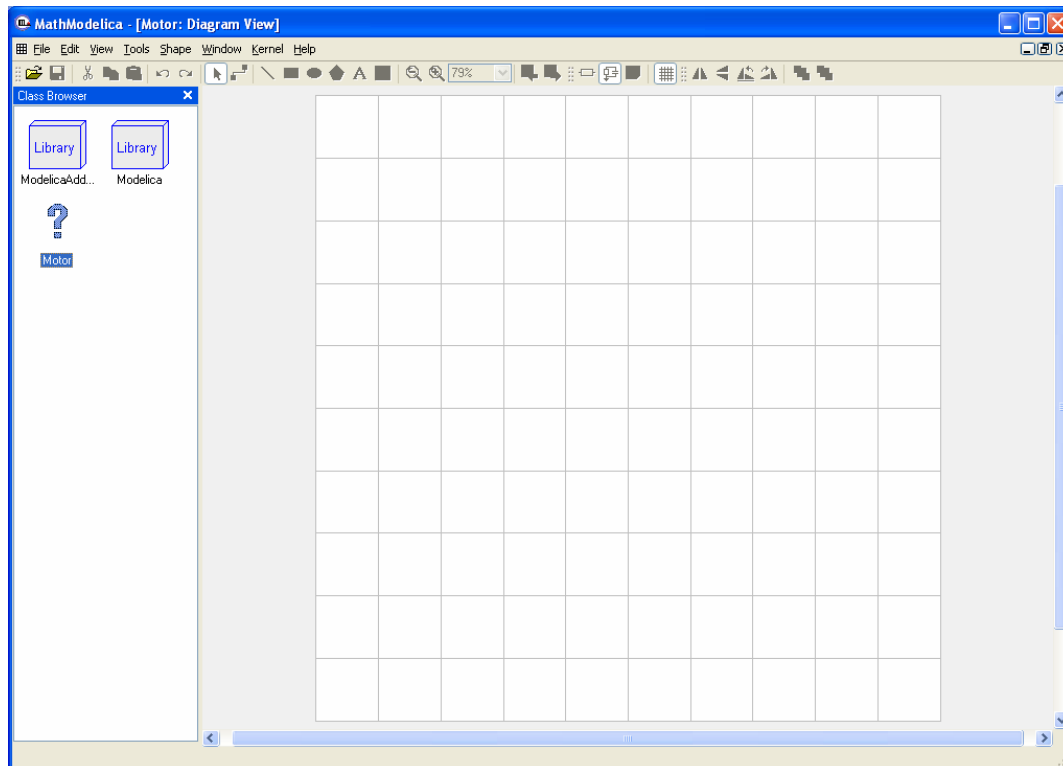 MathModelica - [Motor: Diagram View]
File Edit View Tools Shape Window Kernel Help
A 79%
Class Browser
Library Library
ModelicaAdd... Modelica
?
Motor